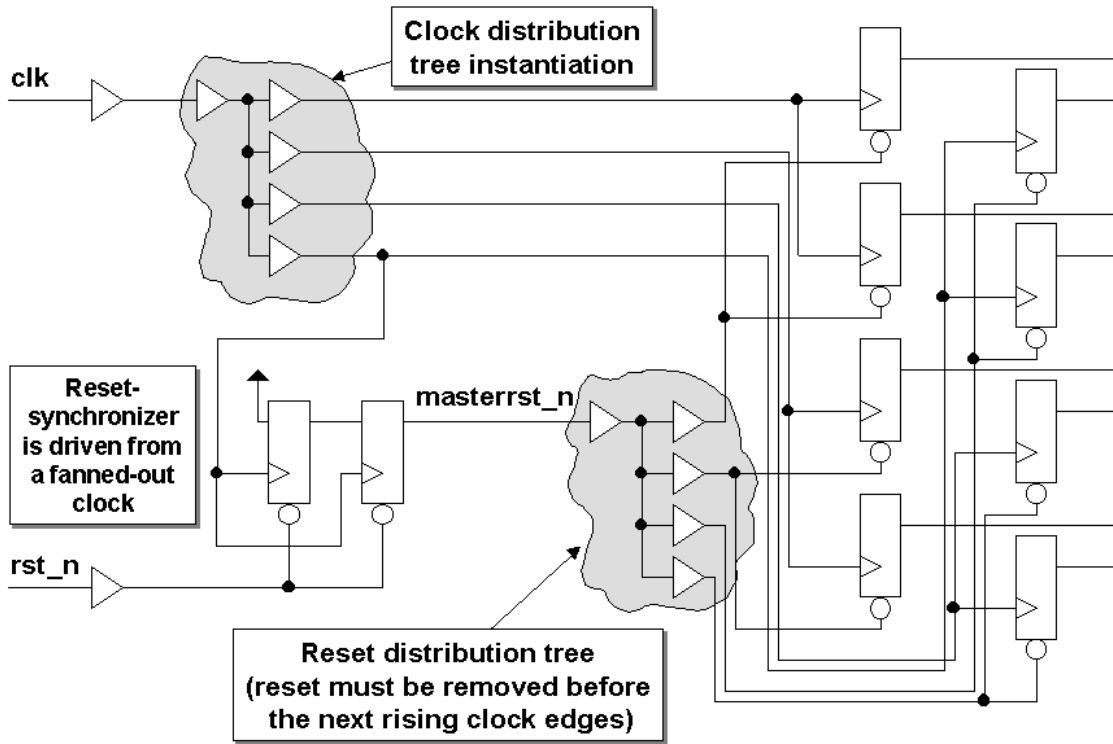 Clock distribution
tree instantiation
clk
Reset-
synchronizer
is driven from
a fanned-out
clock
masterrst_n
rst_n
Reset distribution tree
(reset must be removed before
the next rising clock edges)